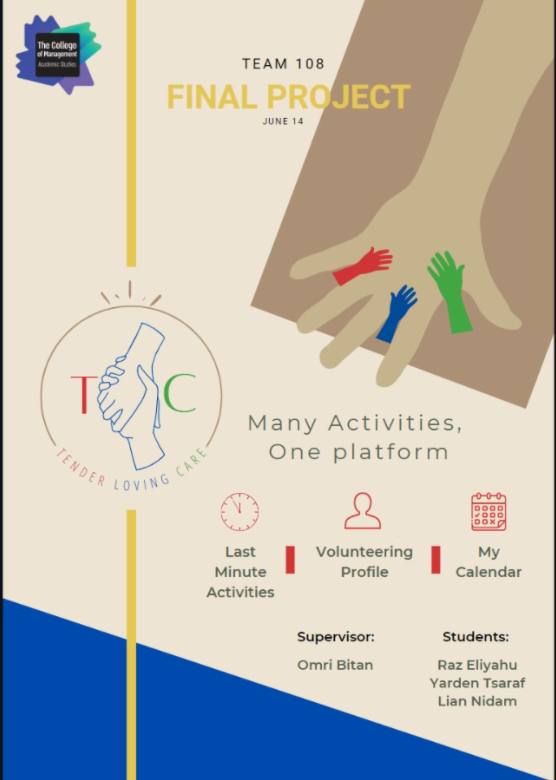 The College
of Management
Academic Studies
TEAM 108
FINAL PROJECT
JUNE 14
T C
TENDER LOVING CARE
Many Activities,
One platform
Last
Minute
Activities
Volunteering
Profile
My
Calendar
Supervisor:
Omri Bitan
Students:
Raz Eliyahu
Yarden Tsaraf
Lian Nidam